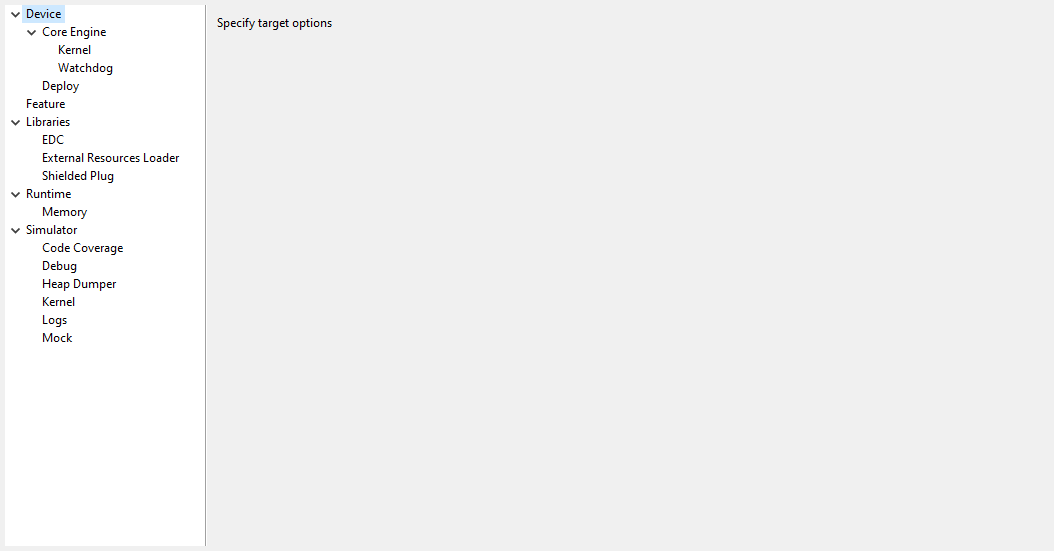 Device
Specify target options
Core Engine
Kernel
Watchdog
Deploy
Feature
Libraries
EDC
External Resources Loader
Shielded Plug
Runtime
Memory
Simulator
Code Coverage
Debug
Heap Dumper
Kernel
Logs
Mock